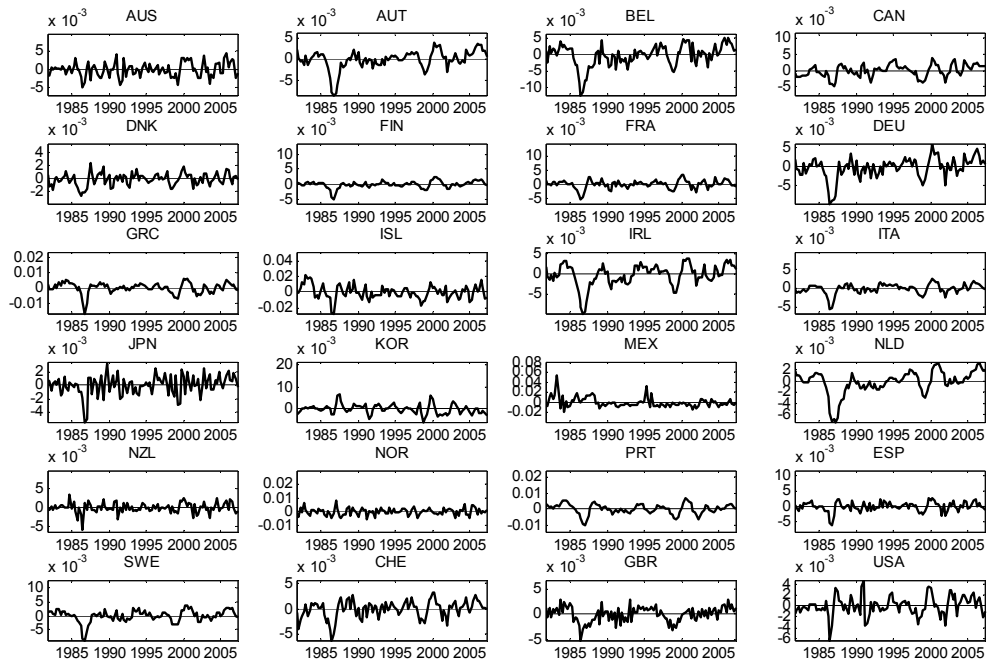 x 10-3 AUS x 10-3 AUT x 10-3 BEL x 10-3 CAN
5 0 -5 5 0 -5 5 0 -5 -10 10 5 0 -5
1985 1990 1995 2000 2005 1985 1990 1995 2000 2005 1985 1990 1995 2000 2005 1985 1990 1995 2000 2005
x 10-3 DNK x 10-3 FIN x 10-3 FRA x 10-3 DEU
4 2 0 -2 10 5 0 -5 10 5 0 -5 5 0 -5
1985 1990 1995 2000 2005 1985 1990 1995 2000 2005 1985 1990 1995 2000 2005 1985 1990 1995 2000 2005
GRC ISL x 10-3 IRL x 10-3 ITA
0.02 0.01 0 -0.01 0.04 0.02 0 -0.02 5 0 -5 5 0 -5
1985 1990 1995 2000 2005 1985 1990 1995 2000 2005 1985 1990 1995 2000 2005 1985 1990 1995 2000 2005
x 10-3 JPN x 10-3 KOR MEX x 10-3 NLD
2 0 -2 -4 20 10 0 0.08 0.06 0.04 0.02 0 -0.02 2 0 -2 -4 -6
1985 1990 1995 2000 2005 1985 1990 1995 2000 2005 1985 1990 1995 2000 2005 1985 1990 1995 2000 2005
x 10-3 NZL NOR PRT x 10-3 ESP
5 0 -5 0.02 0.01 0 -0.01 0.02 0.01 0 -0.01 10 5 0 -5
1985 1990 1995 2000 2005 1985 1990 1995 2000 2005 1985 1990 1995 2000 2005 1985 1990 1995 2000 2005
x 10-3 SWE x 10-3 CHE x 10-3 GBR x 10-3 USA
10 5 0 -5 5 0 -5 5 0 -5 4 2 0 -2 -4 -6
1985 1990 1995 2000 2005 1985 1990 1995 2000 2005 1985 1990 1995 2000 2005 1985 1990 1995 2000 2005